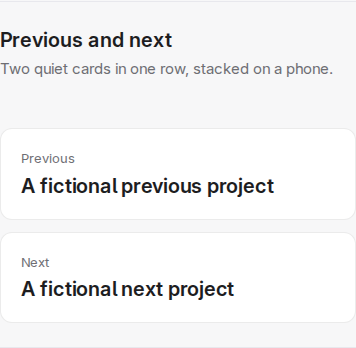 Previous and next
Two quiet cards in one row, stacked on a phone.
Previous
A fictional previous project
Next
A fictional next project